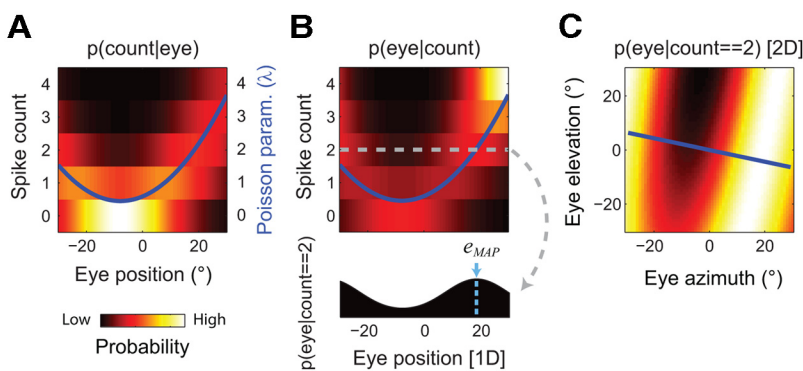 A
p(count|eye)
Spike count
4
3
2
1
0
4
3
2
1
0
Poisson param. (λ)
−20
0
20
Eye position (°)
Low
High
Probability
B
p(eye|count)
Spike count
4
3
2
1
0
eMAP
p(eye|count==2)
−20
0
20
Eye position [1D]
C
p(eye|count==2) [2D]
Eye elevation (°)
20
0
−20
−20
0
20
Eye azimuth (°)